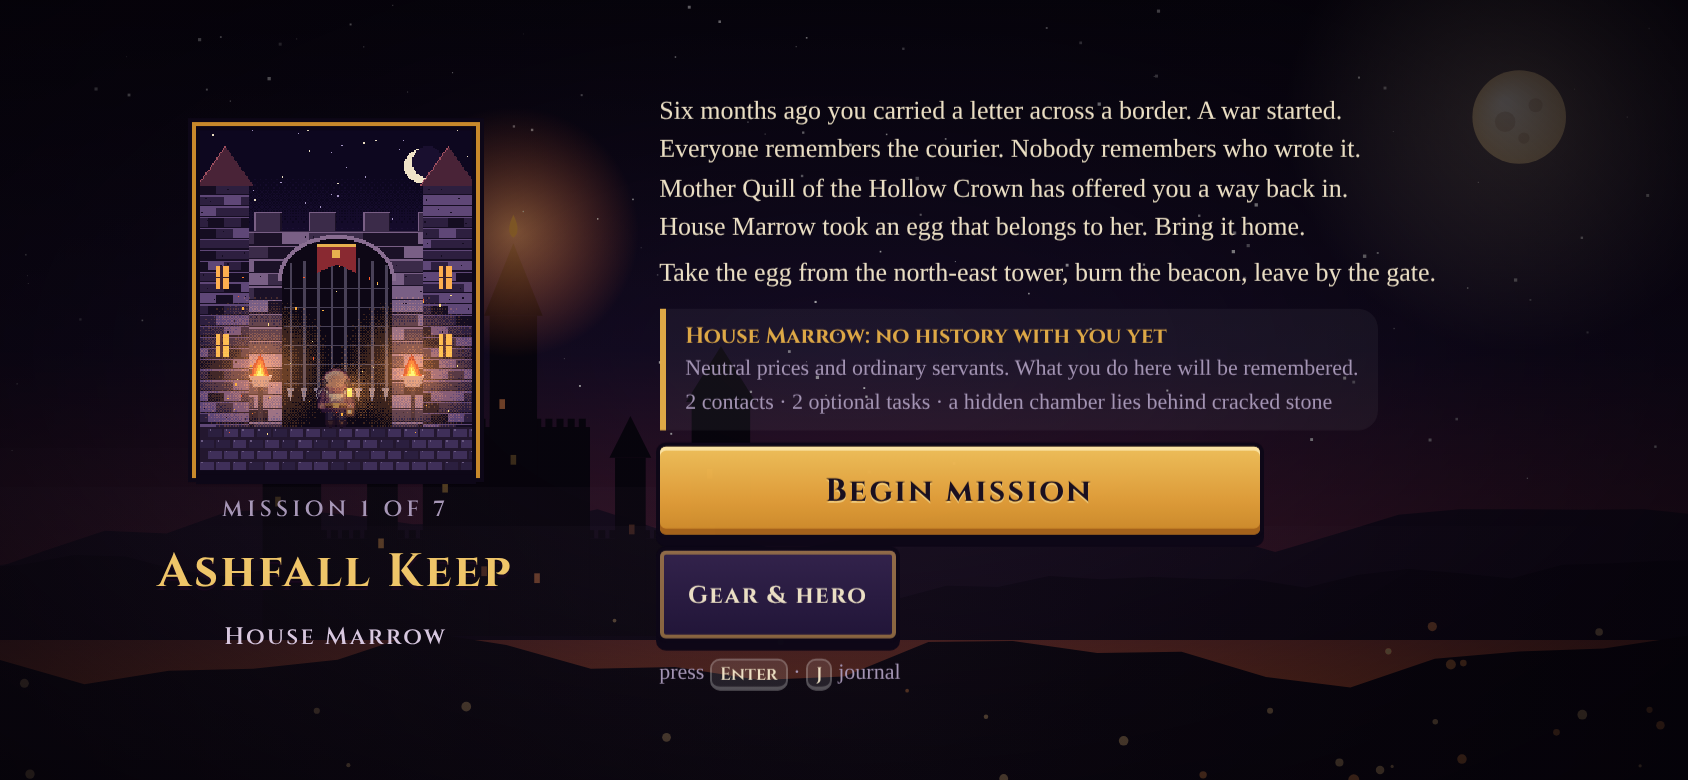 Six months ago you carried a letter across a border. A war started.
Everyone remembers the courier. Nobody remembers who wrote it.
Mother Quill of the Hollow Crown has offered you a way back in.
House Marrow took an egg that belongs to her. Bring it home.
Take the egg from the north-east tower, burn the beacon, leave by the gate.
House Marrow: no history with you yet
Neutral prices and ordinary servants. What you do here will be remembered.
2 contacts · 2 optional tasks · a hidden chamber lies behind cracked stone
Begin mission
Gear & hero
press Enter · J journal
Mission 1 of 7
Ashfall Keep
House Marrow